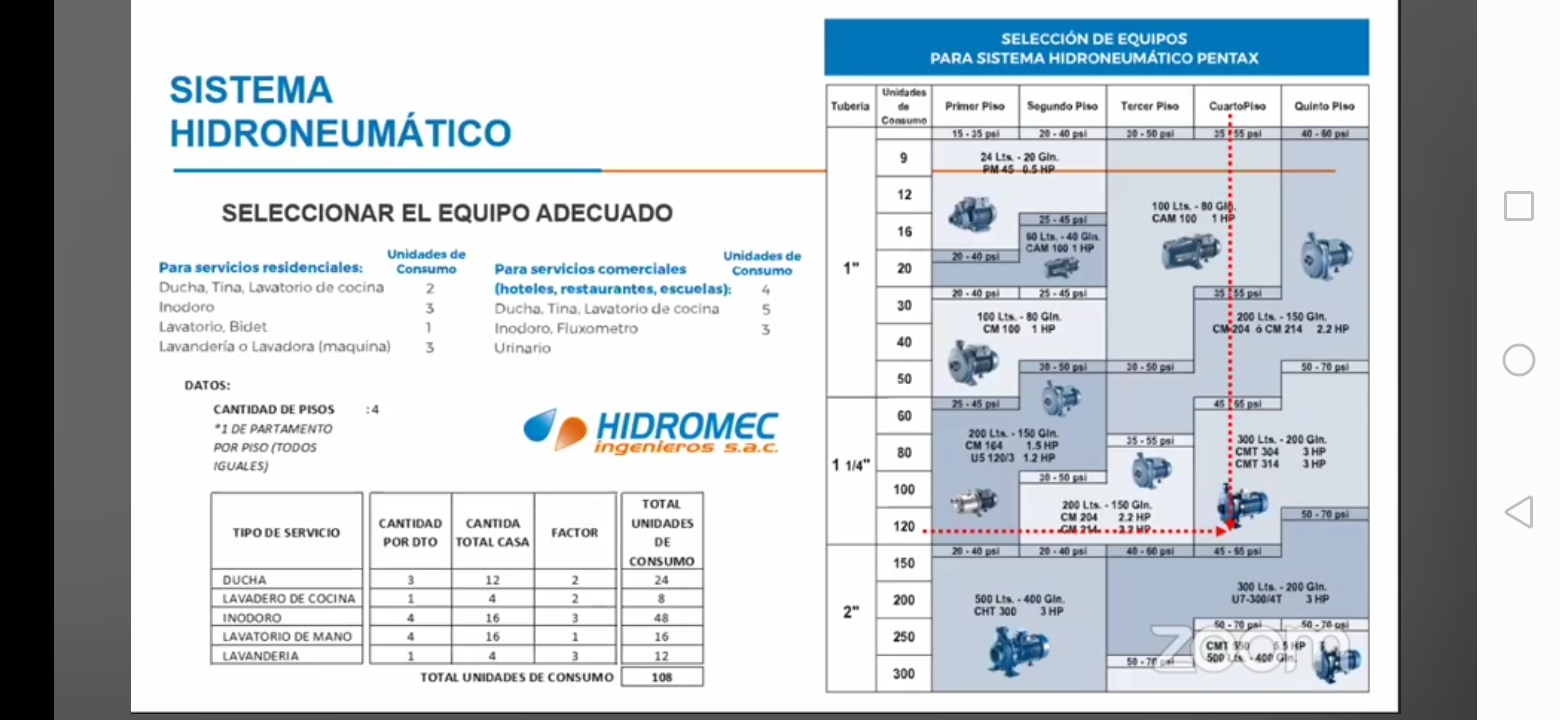 SISTEMA
HIDRONEUMÁTICO
SELECCIONAR EL EQUIPO ADECUADO
Para servicios residenciales:
Unidades de
Consumo
Ducha, Tina, Lavatorio de cocina 2
Inodoro 3
Lavatorio, Bidet 1
Lavandería o Lavadora (maquina) 3
Para servicios comerciales
(hoteles, restaurantes, escuelas):
Unidades de
Consumo
4
Ducha, Tina, Lavatorio de cocina 5
Inodoro, Fluxometro 3
Urinario
DATOS:
CANTIDAD DE PISOS : 4
*1 DE PARTAMENTO
POR PISO (TODOS
IGUALES)
HIDROMEC
ingenieros s.a.c.
TIPO DE SERVICIO
CANTIDAD
POR DTO
CANTIDA
TOTAL CASA
FACTOR
TOTAL
UNIDADES
DE
CONSUMO
DUCHA 3 12 2 24
LAVADERO DE COCINA 1 4 2 8
INODORO 4 16 3 48
LAVATORIO DE MANO 4 16 1 16
LAVANDERIA 1 4 3 12
TOTAL UNIDADES DE CONSUMO 108
SELECCIÓN DE EQUIPOS
PARA SISTEMA HIDRONEUMÁTICO PENTAX
Tuberia
Unidades
de
Consumo
Primer Piso Segundo Piso Tercer Piso CuartoPiso Quinto Piso
15 - 35 psi 20 - 40 psi 30 - 50 psi 35 - 55 psi 40 - 60 psi
1"
9
12
16
20
30
40
50
1 1/4"
60
80
100
120
2"
150
200
250
300
24 Lts. - 20 Gln.
PM 45 0.5 HP
20 - 40 psi
25 - 45 psi
60 Lts. - 40 Gln.
CAM 100 1 HP
100 Lts. - 80 Gln.
CAM 100 1 HP
20 - 40 psi 25 - 45 psi
100 Lts. - 80 Gln.
CM 100 1 HP
35 - 55 psi
200 Lts. - 150 Gln.
CM 204 ó CM 214 2.2 HP
30 - 50 psi 30 - 50 psi
50 - 70 psi
25 - 45 psi
200 Lts. - 150 Gln.
CM 164 1.5 HP
U5 120/3 1.2 HP
35 - 55 psi
45 - 65 psi
300 Lts. - 200 Gln.
CMT 304 3 HP
CMT 314 3 HP
30 - 50 psi
200 Lts. - 150 Gln.
CM 204 2.2 HP
CM 214 2.2 HP
50 - 70 psi
20 - 40 psi 20 - 40 psi 40 - 60 psi 45 - 65 psi
500 Lts. - 400 Gln.
CHT 300 3 HP
300 Lts. - 200 Gln.
U7-300/4T 3 HP
50 - 70 psi 50 - 70 psi
50 - 70 psi
CMT 550 5.5 HP
500 Lts. - 400 Gln.
zoom